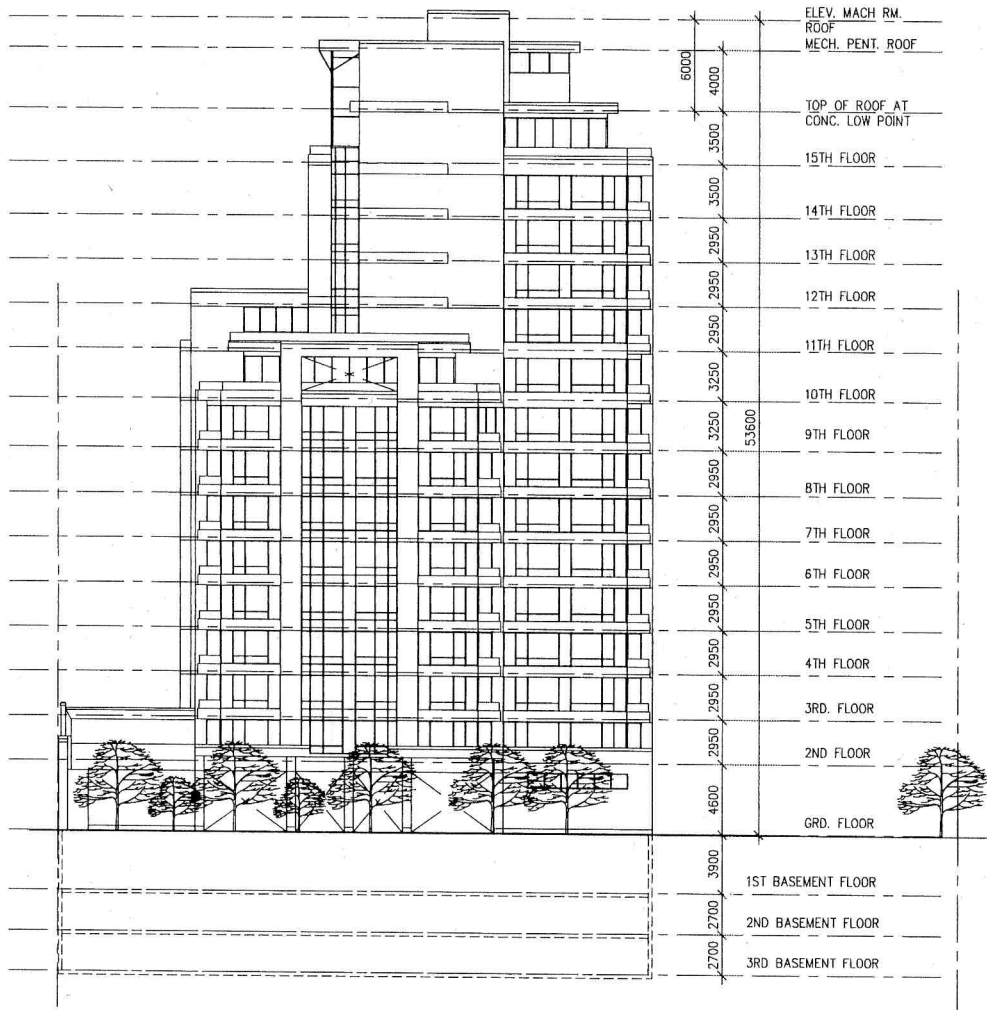 ELEV. MACH RM.
ROOF
MECH. PENT. ROOF
6000
4000
TOP OF ROOF AT
CONC. LOW POINT
3500
15TH FLOOR
3500
14TH FLOOR
2950
13TH FLOOR
2950
12TH FLOOR
2950
11TH FLOOR
3250
10TH FLOOR
3250
53600
9TH FLOOR
2950
8TH FLOOR
2950
7TH FLOOR
2950
6TH FLOOR
2950
5TH FLOOR
2950
4TH FLOOR
2950
3RD. FLOOR
2950
2ND FLOOR
4600
GRD. FLOOR
3900
1ST BASEMENT FLOOR
2700
2ND BASEMENT FLOOR
2700
3RD BASEMENT FLOOR